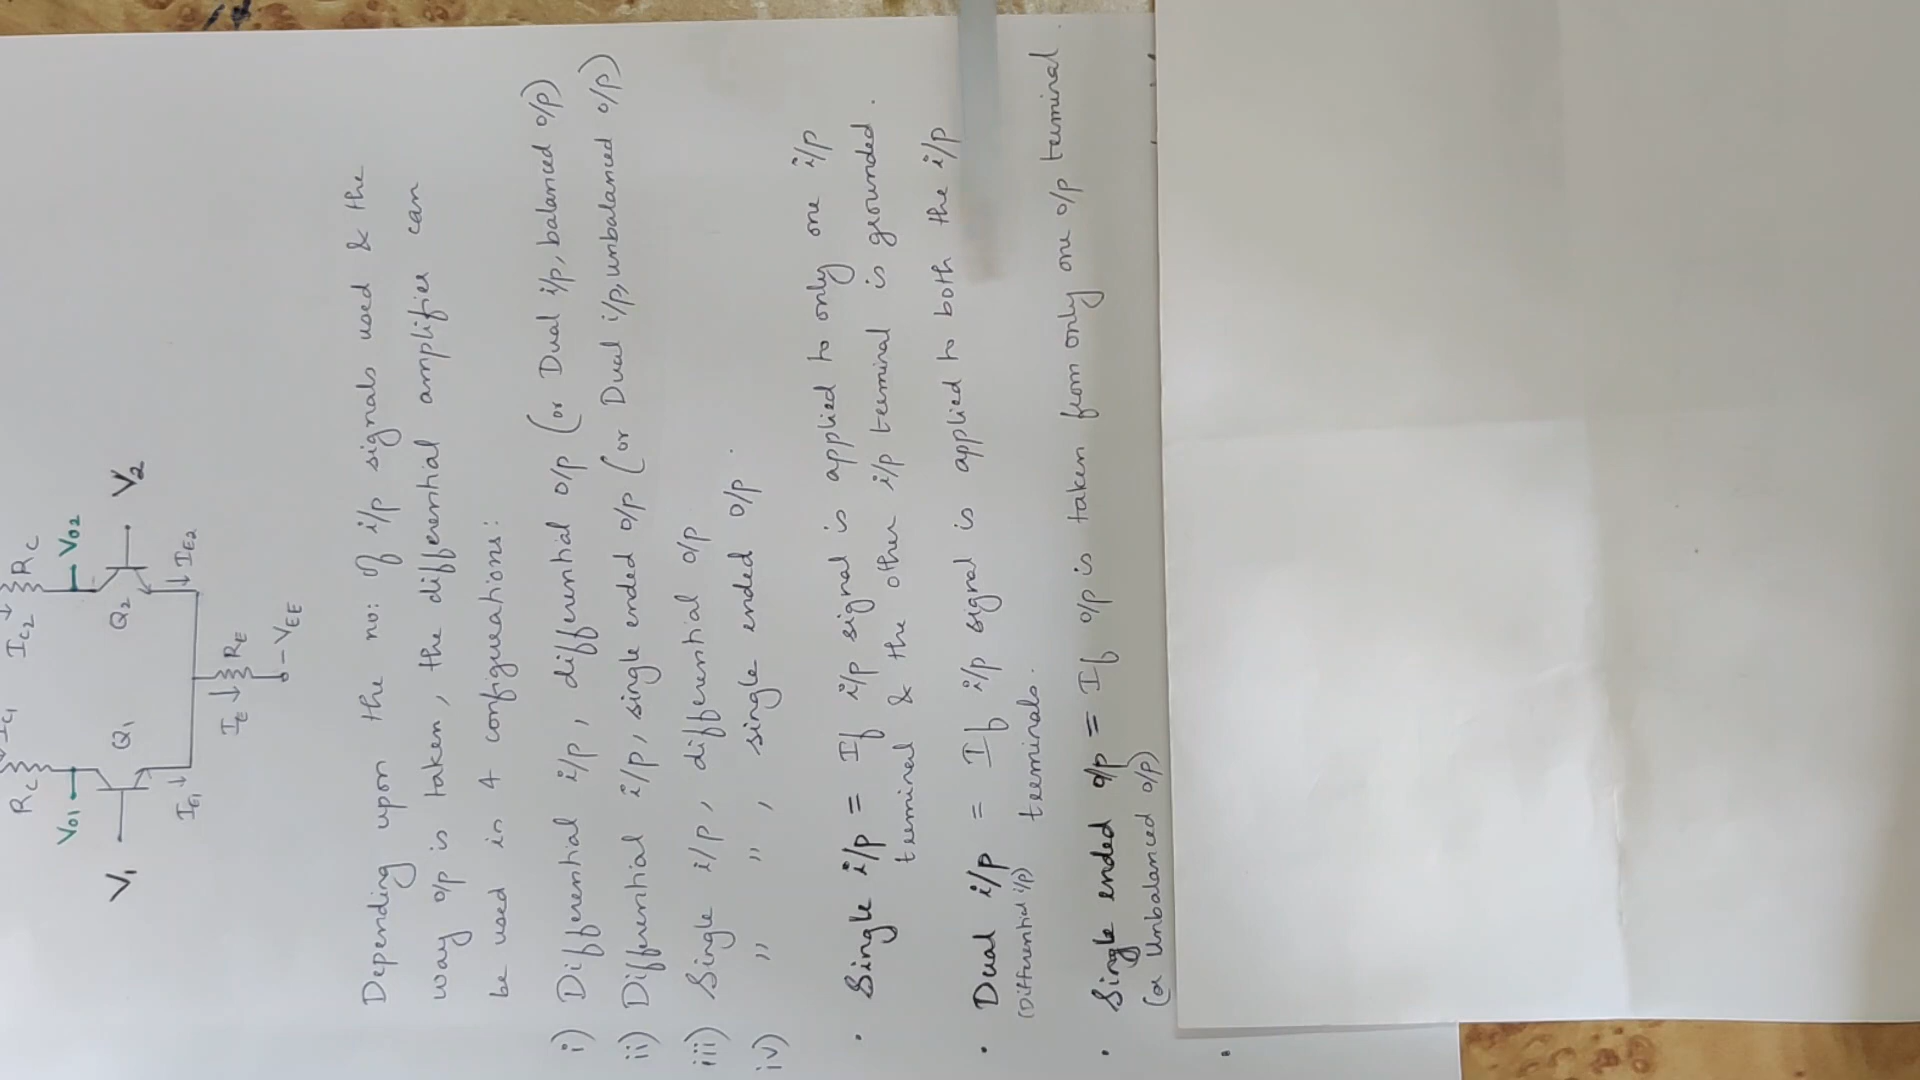 RC IC1 IC2 RC
Vo1 Vo2
V1 Q1 Q2 V2
IE1 IE2
IE RE
-VEE
Depending upon the no: of i/p signals used & the
way o/p is taken, the differential amplifier can
be used in 4 configurations:
i) Differential i/p, differential o/p (or Dual i/p, balanced o/p)
ii) Differential i/p, single ended o/p (or Dual i/p, unbalanced o/p)
iii) Single i/p, differential o/p
iv) " ", single ended o/p.
• Single i/p = If i/p signal is applied to only one i/p
terminal & the other i/p terminal is grounded.
• Dual i/p = If i/p signal is applied to both the i/p
(Differential i/p) terminals.
• Single ended o/p = If o/p is taken from only one o/p terminal.
(or Unbalanced o/p)
•